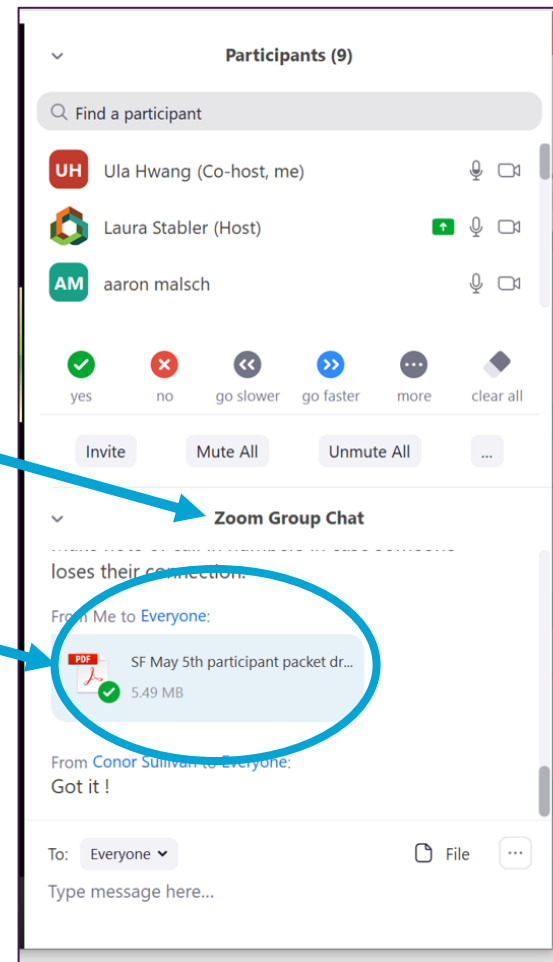 Participants (9)
Find a participant
UH Ula Hwang (Co-host, me)
Laura Stabler (Host)
AM aaron malsch
yes no go slower go faster more clear all
Invite Mute All Unmute All ...
Zoom Group Chat
loses their connection.
From Me to Everyone:
PDF SF May 5th participant packet dr...
5.49 MB
From Conor Sullivan to Everyone:
Got it !
To: Everyone File ...
Type message here...